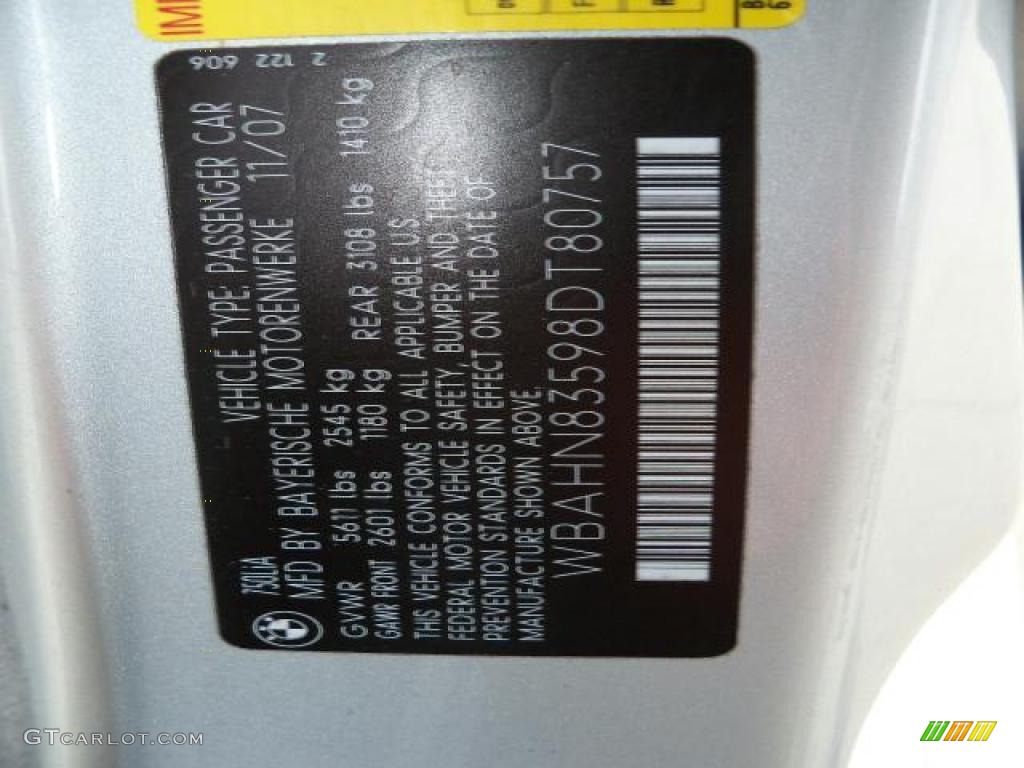 IMP
2 122 606
750LiA VEHICLE TYPE: PASSENGER CAR
MFD BY BAYERISCHE MOTORENWERKE 11/07
GVWR 5611 lbs 2545 kg
GAWR FRONT 2601 lbs 1180 kg REAR 3108 lbs 1410 kg
THIS VEHICLE CONFORMS TO ALL APPLICABLE U.S.
FEDERAL MOTOR VEHICLE SAFETY, BUMPER AND THEFT
PREVENTION STANDARDS IN EFFECT ON THE DATE OF
MANUFACTURE SHOWN ABOVE.
WBAHN83598DT80757
GTCARLOT.COM